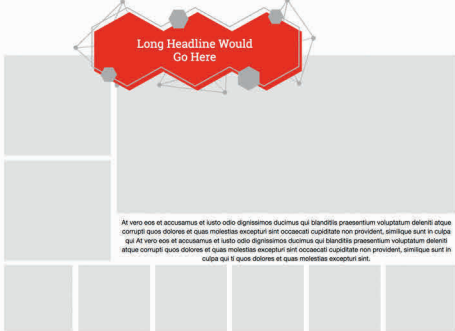 Long Headline Would
Go Here
At vero eos et accusamus et iusto odio dignissimos ducimus qui blanditiis praesentium voluptatum deleniti atque
corrupti quos dolores et quas molestias excepturi sint occaecati cupiditate non provident, similique sunt in culpa
qui At vero eos et accusamus et iusto odio dignissimos ducimus qui blanditiis praesentium voluptatum deleniti
atque corrupti quos dolores et quas molestias excepturi sint occaecati cupiditate non provident, similique sunt in
culpa qui ti quos dolores et quas molestias excepturi sint.